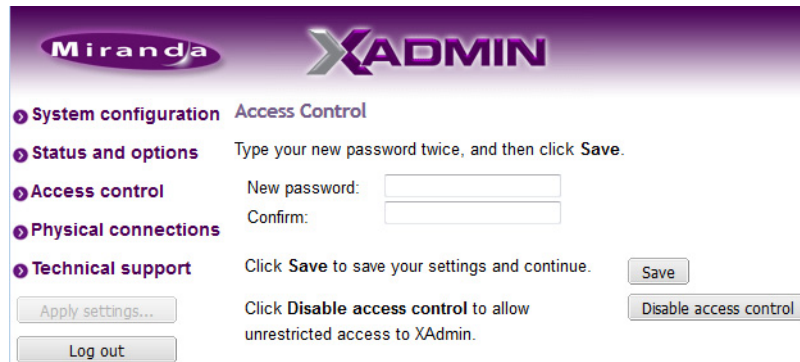 Miranda
XADMIN
System configuration
Status and options
Access control
Physical connections
Technical support
Apply settings...
Log out
Access Control
Type your new password twice, and then click Save.
New password:
Confirm:
Click Save to save your settings and continue.
Save
Click Disable access control to allow
unrestricted access to XAdmin.
Disable access control